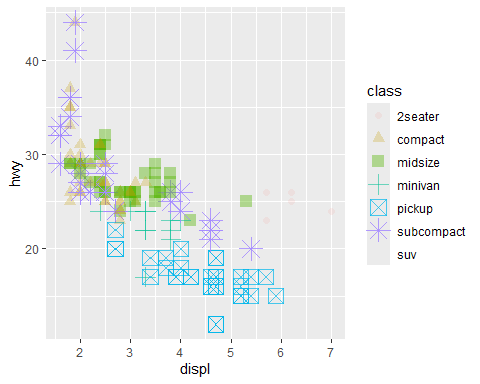 40
30
20
hwy
2
3
4
5
6
7
displ
class
2seater
compact
midsize
minivan
pickup
subcompact
suv